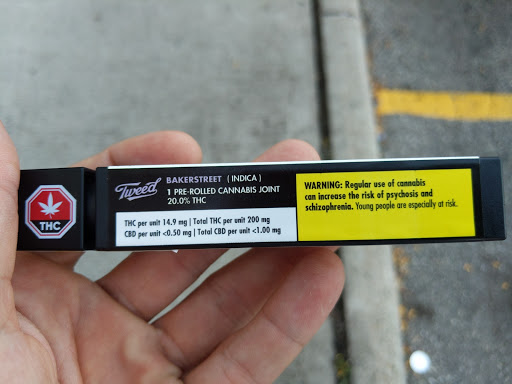 THC
Tweed
BAKERSTREET (INDICA)
1 PRE-ROLLED CANNABIS JOINT
20.0% THC
THC per unit 14.9 mg | Total THC per unit 200 mg
CBD per unit <0.50 mg | Total CBD per unit <1.00 mg
WARNING: Regular use of cannabis
can increase the risk of psychosis and
schizophrenia. Young people are especially at risk.